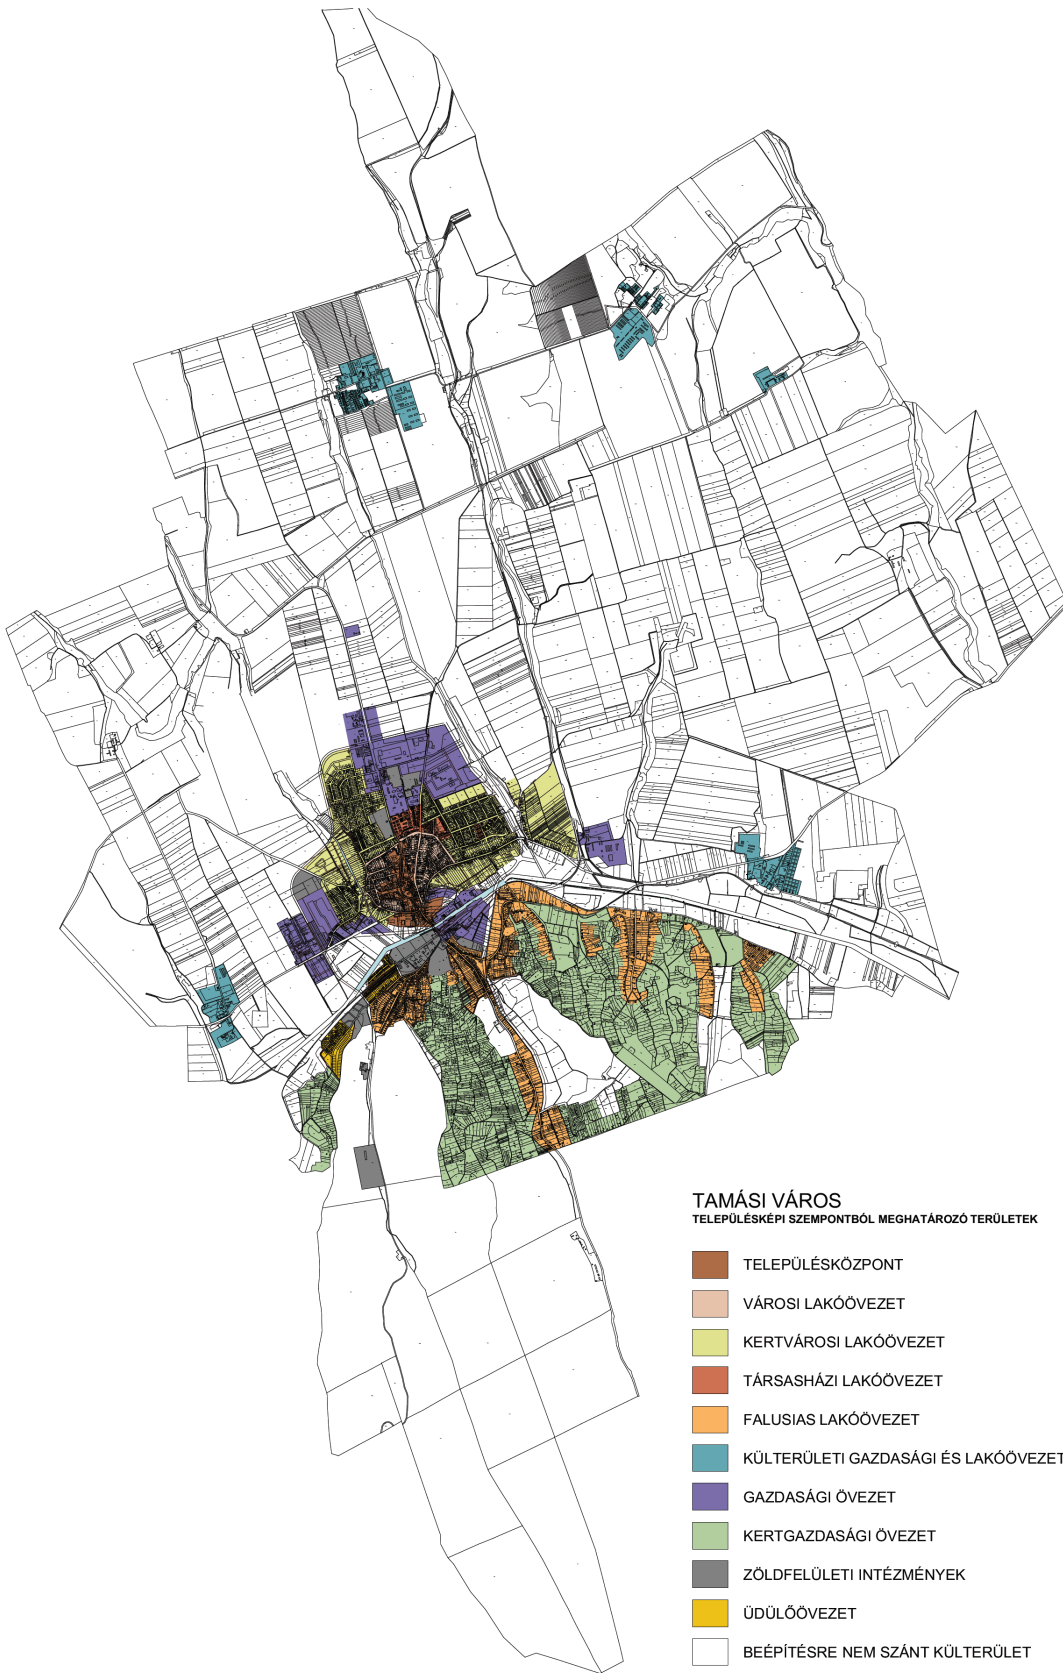 TAMÁSI VÁROS
TELEPÜLÉSKÉPI SZEMPONTBÓL MEGHATÁROZÓ TERÜLETEK
TELEPÜLÉSKÖZPONT
VÁROSI LAKÓÖVEZET
KERTVÁROSI LAKÓÖVEZET
TÁRSASHÁZI LAKÓÖVEZET
FALUSIAS LAKÓÖVEZET
KÜLTERÜLETI GAZDASÁGI ÉS LAKÓÖVEZET
GAZDASÁGI ÖVEZET
KERTGAZDASÁGI ÖVEZET
ZÖLDFELÜLETI INTÉZMÉNYEK
ÜDÜLŐÖVEZET
BEÉPÍTÉSRE NEM SZÁNT KÜLTERÜLET